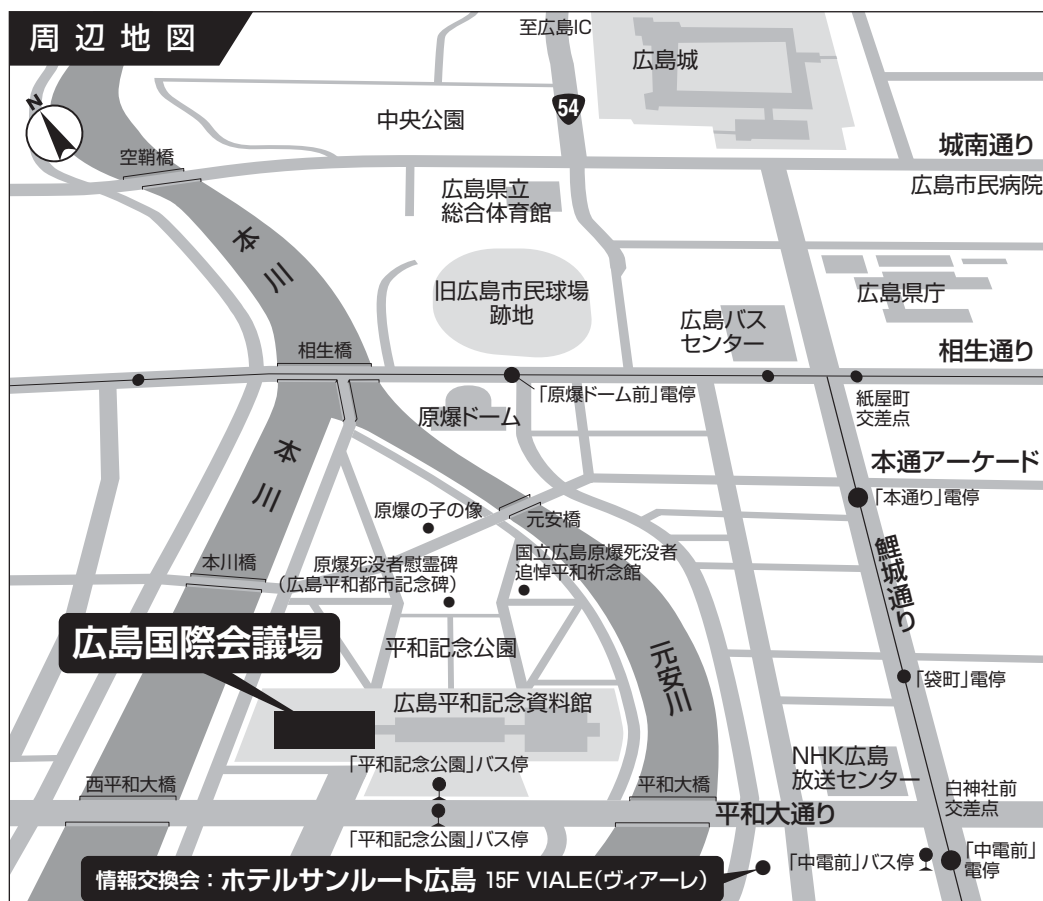 周辺地図
至広島IC
広島城
N
54
中央公園
空鞘橋
城南通り
広島市民病院
広島県立
総合体育館
本川
旧広島市民球場
跡地
広島バス
センター
広島県庁
相生橋
相生通り
「原爆ドーム前」電停
紙屋町
交差点
原爆ドーム
本川
本通アーケード
「本通り」電停
原爆の子の像
元安橋
本川橋
原爆死没者慰霊碑
(広島平和都市記念碑)
国立広島原爆死没者
追悼平和祈念館
鯉城通り
広島国際会議場
平和記念公園
元安川
「袋町」電停
広島平和記念資料館
「平和記念公園」バス停
NHK広島
放送センター
西平和大橋
平和大橋
白神社前
交差点
平和大通り
「平和記念公園」バス停
「中電前」バス停
「中電前」
電停
情報交換会:ホテルサンルート広島 15F VIALE(ヴィアーレ)